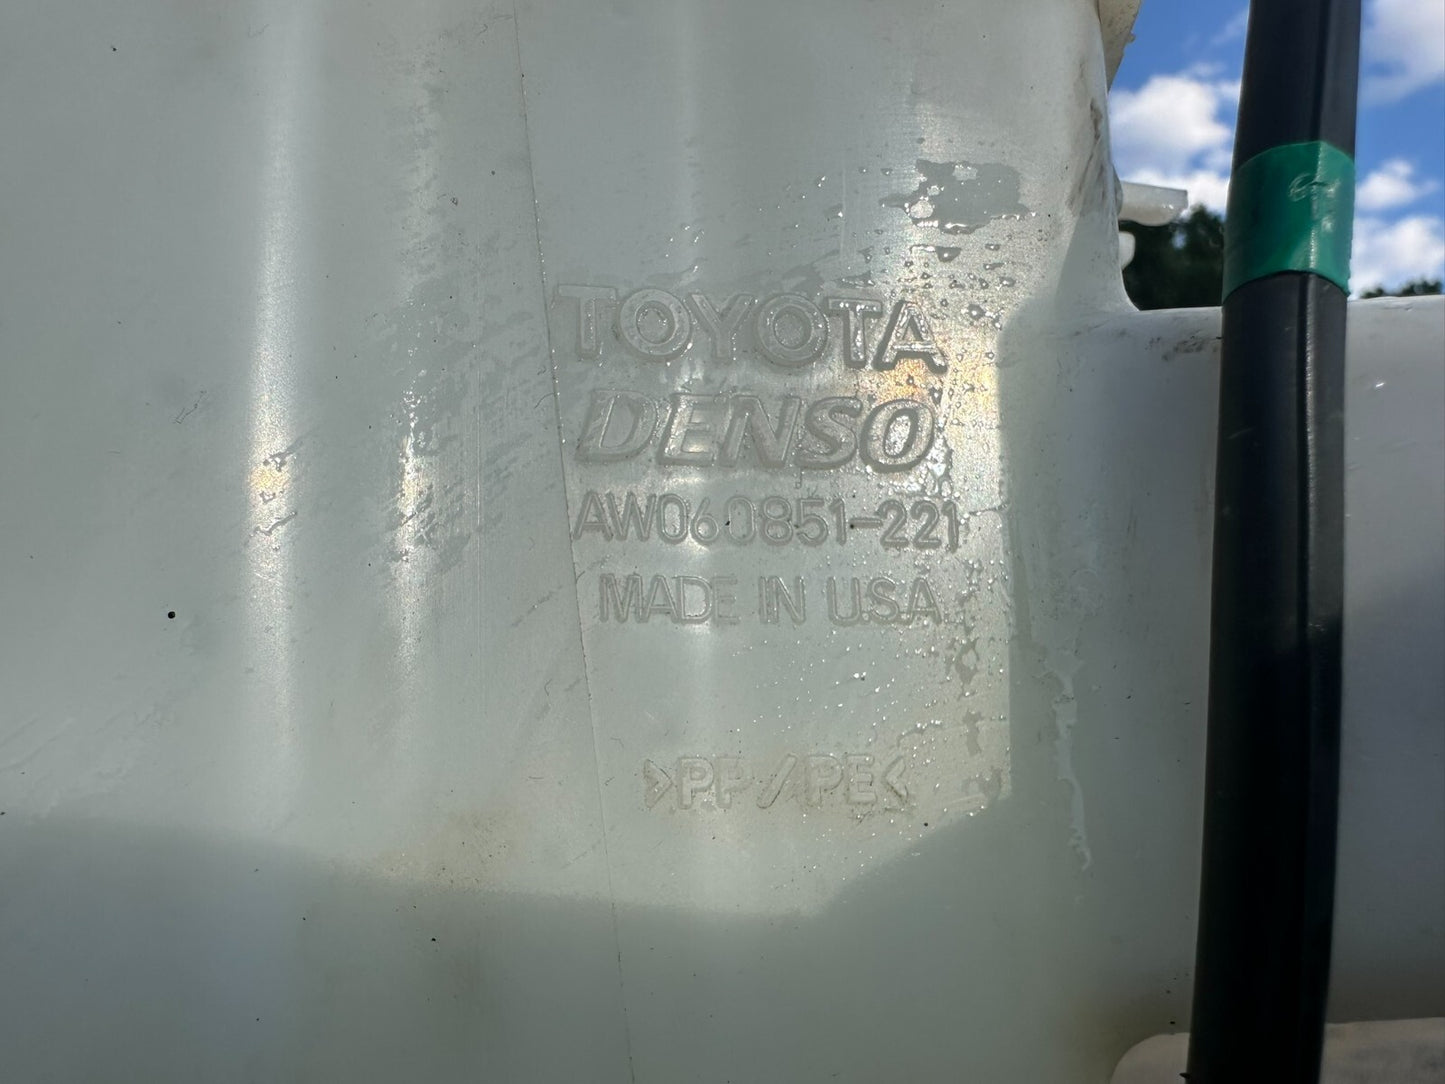 TOYOTA
DENSO
AW060851-221
MADE IN U.S.A
>PP/PE<